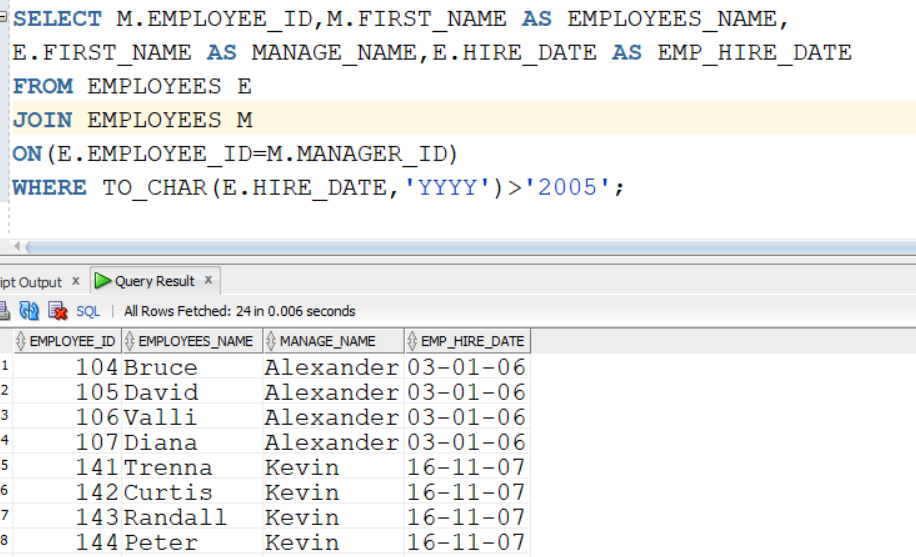 SELECT M.EMPLOYEE_ID,M.FIRST_NAME AS EMPLOYEES_NAME,
E.FIRST_NAME AS MANAGE_NAME,E.HIRE_DATE AS EMP_HIRE_DATE
FROM EMPLOYEES E
JOIN EMPLOYEES M
ON(E.EMPLOYEE_ID=M.MANAGER_ID)
WHERE TO_CHAR(E.HIRE_DATE,'YYYY')>'2005';
ipt Output x Query Result x
SQL | All Rows Fetched: 24 in 0.006 seconds
EMPLOYEE_ID EMPLOYEES_NAME MANAGE_NAME EMP_HIRE_DATE
1 104 Bruce Alexander 03-01-06
2 105 David Alexander 03-01-06
3 106 Valli Alexander 03-01-06
4 107 Diana Alexander 03-01-06
5 141 Trenna Kevin 16-11-07
6 142 Curtis Kevin 16-11-07
7 143 Randall Kevin 16-11-07
8 144 Peter Kevin 16-11-07